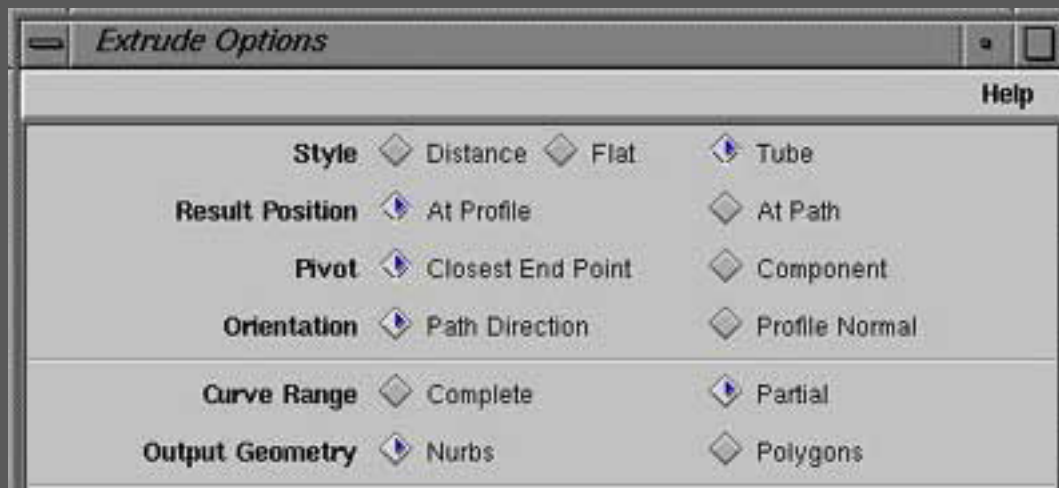 Extrude Options
Help
Style Distance Flat Tube
Result Position At Profile At Path
Pivot Closest End Point Component
Orientation Path Direction Profile Normal
Curve Range Complete Partial
Output Geometry Nurbs Polygons